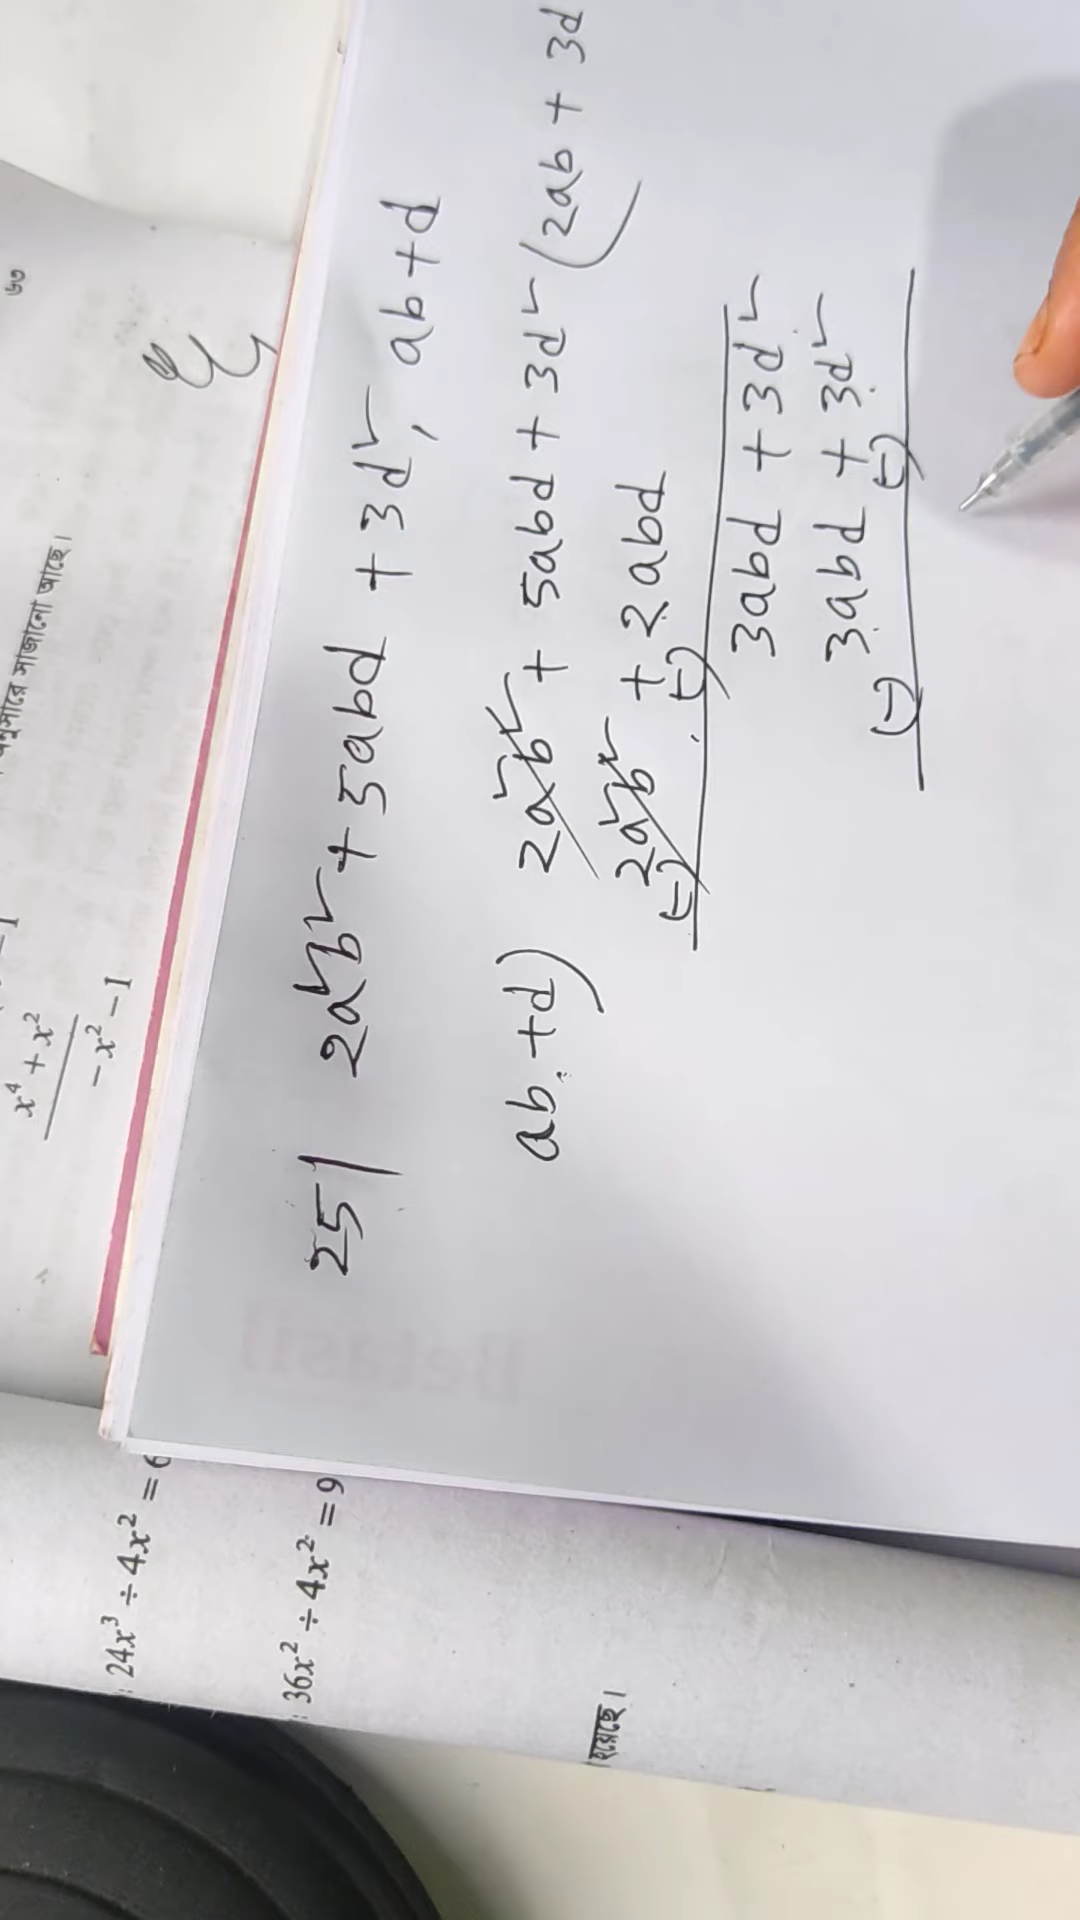 ৬৩
অনুসারে সাজানো আছে।
x⁴ + x²
- x² - 1
25| 2a²b² + 5abd + 3d², ab + d
ab + d) 2a²b² + 5abd + 3d² (2ab + 3d
2a²b² + 2abd
(-) (-)
3abd + 3d²
3abd + 3d²
(-) (-)
: 24x³ ÷ 4x² = 6
: 36x² ÷ 4x² = 9
হয়েছে।